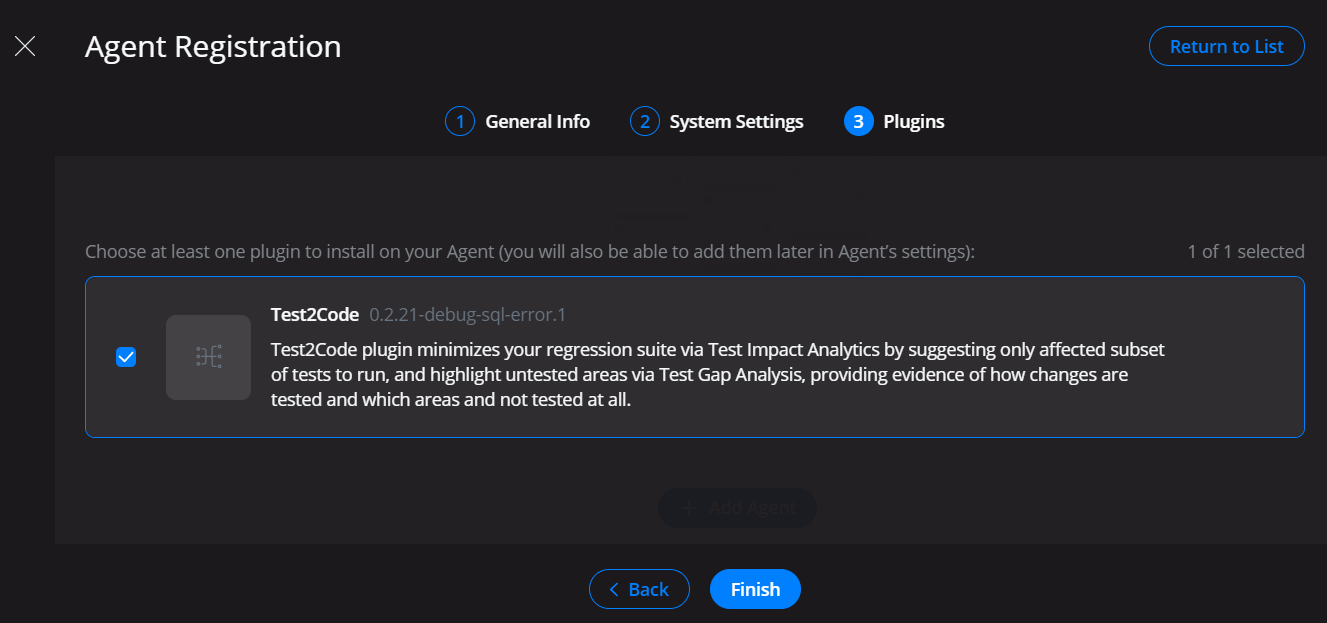 Agent Registration
Return to List
1 General Info 2 System Settings 3 Plugins
Choose at least one plugin to install on your Agent (you will also be able to add them later in Agent's settings): 1 of 1 selected
Test2Code 0.2.21-debug-sql-error.1
Test2Code plugin minimizes your regression suite via Test Impact Analytics by suggesting only affected subset
of tests to run, and highlight untested areas via Test Gap Analysis, providing evidence of how changes are
tested and which areas and not tested at all.
+ Add Agent
< Back Finish